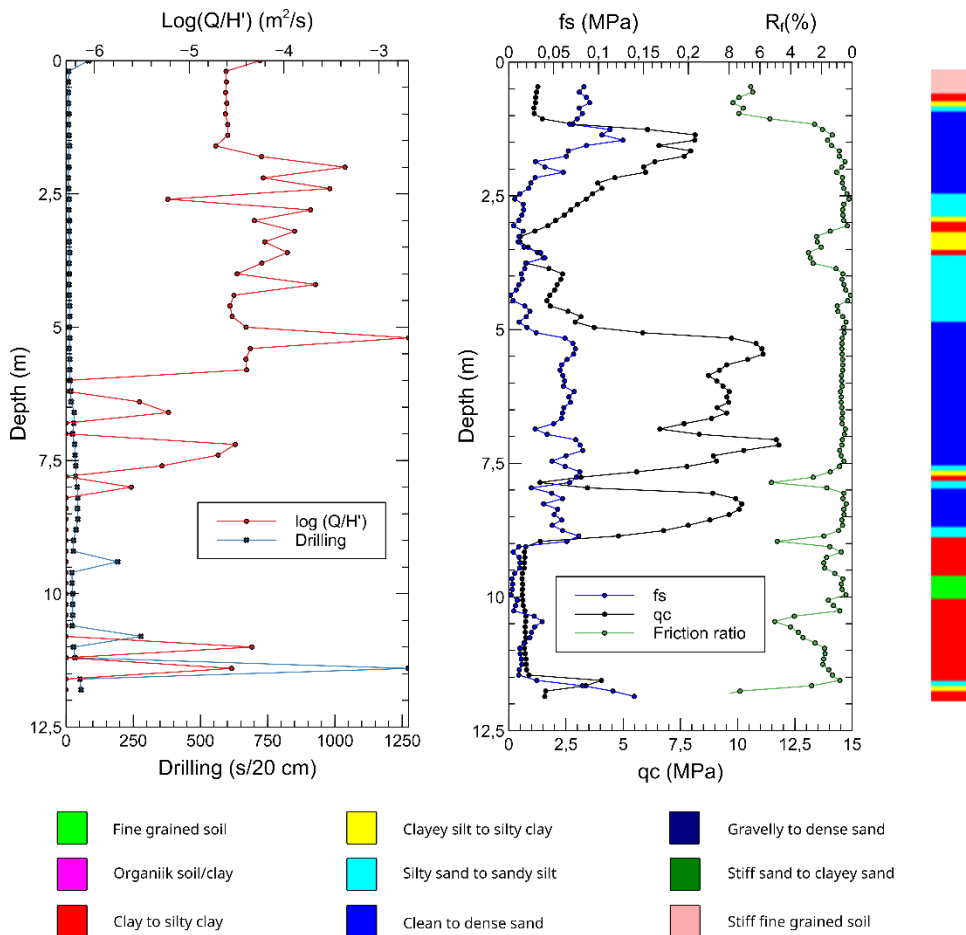 Log(Q/H') (m²/s)
−6 −5 −4 −3
0
2.5
5
7.5
10
12,5
Depth (m)
log (Q/H')
Drilling
0 250 500 750 1000 1250
Drilling (s/20 cm)
fs (MPa) Rf(%)
0 0,05 0,1 0,15 0,2 8 6 4 2 0
0
2.5
5
7.5
10
12,5
Depth (m)
fs
qc
Friction ratio
0 2,5 5 7,5 10 12,5 15
qc (MPa)
Fine grained soil Clayey silt to silty clay Gravelly to dense sand
Organiik soil/clay Silty sand to sandy silt Stiff sand to clayey sand
Clay to silty clay Clean to dense sand Stiff fine grained soil